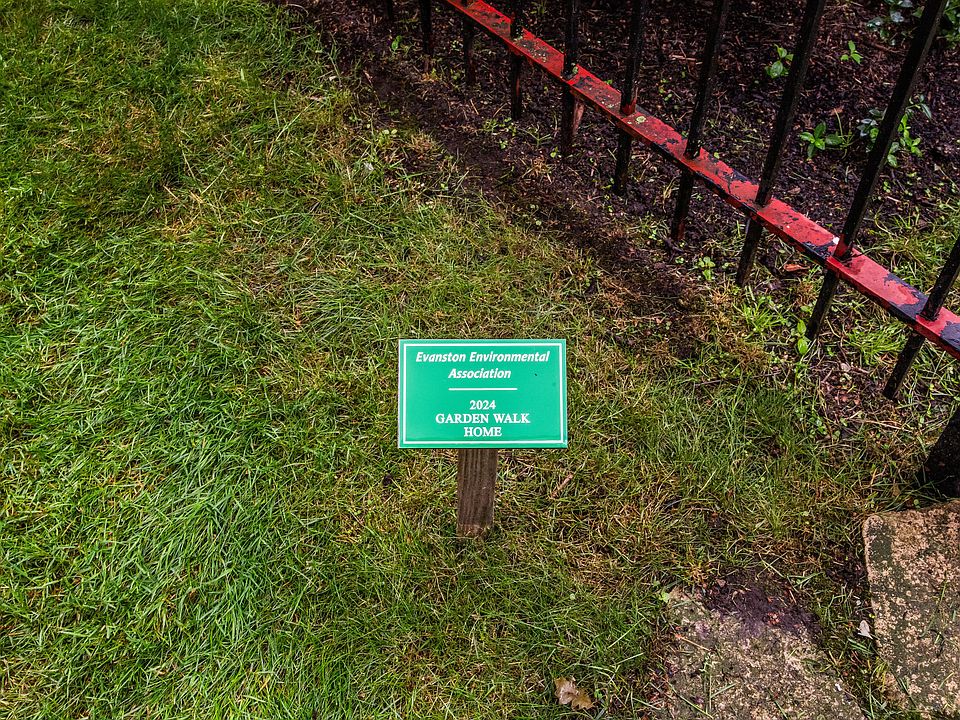 Evanston Environmental
Association
2024
GARDEN WALK
HOME